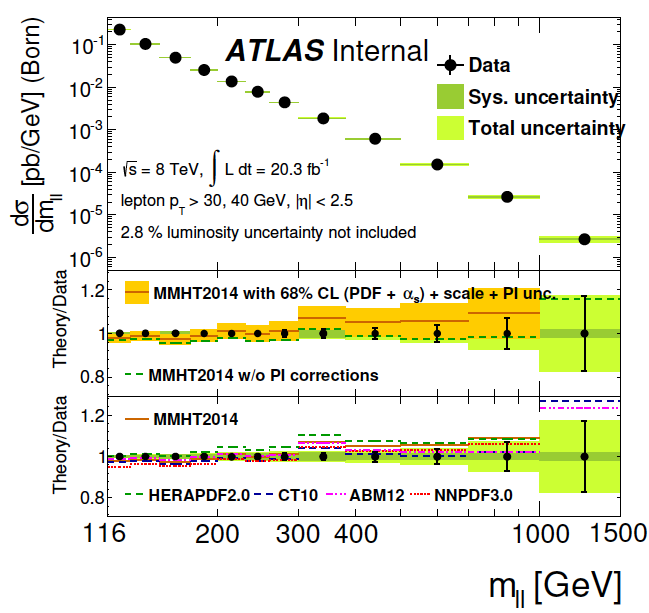 ATLAS Internal
dσ/dm_ll [pb/GeV] (Born)
10⁻¹
10⁻²
10⁻³
10⁻⁴
10⁻⁵
10⁻⁶
Data
Sys. uncertainty
Total uncertainty
√s = 8 TeV, ∫ L dt = 20.3 fb⁻¹
lepton p_T > 30, 40 GeV, |η| < 2.5
2.8 % luminosity uncertainty not included
Theory/Data
1.2
1
0.8
MMHT2014 with 68% CL (PDF + α_s) + scale + PI unc.
MMHT2014 w/o PI corrections
Theory/Data
1.2
1
0.8
MMHT2014
HERAPDF2.0 CT10 ABM12 NNPDF3.0
116 200 300 400 1000 1500
m_ll [GeV]